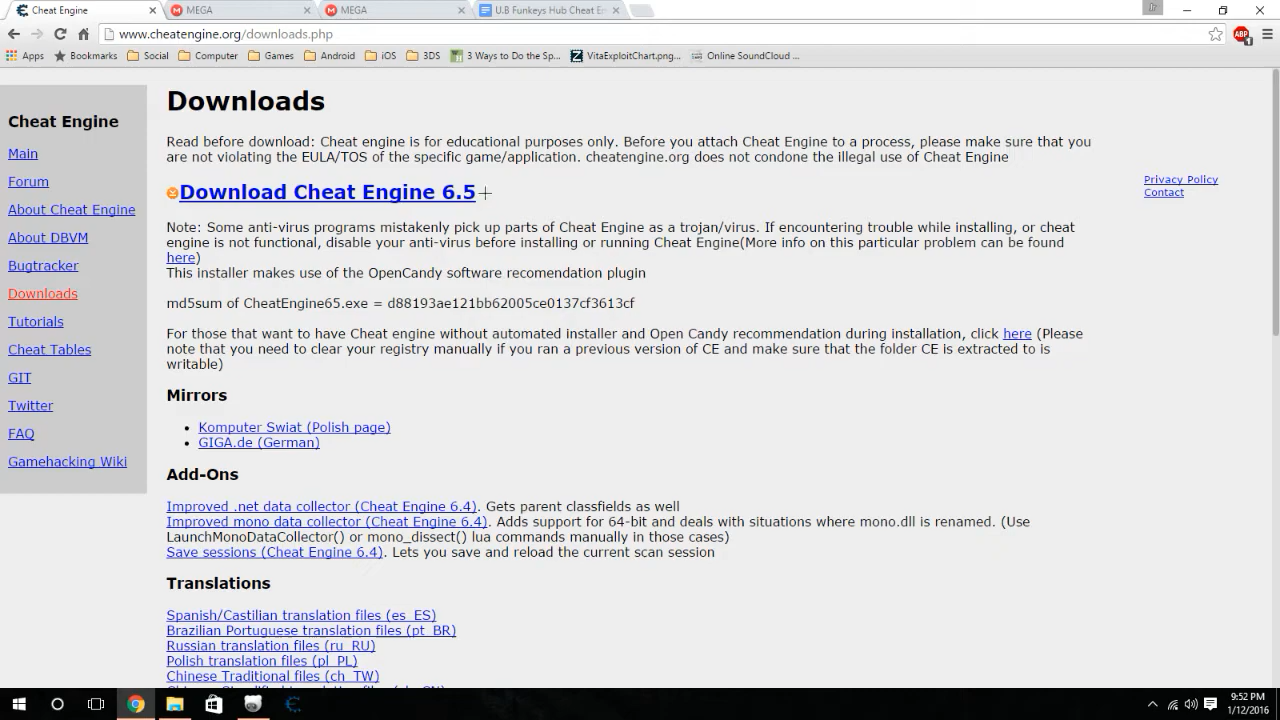 Cheat Engine
MEGA
MEGA
U.B Funkeys Hub Cheat E
www.cheatengine.org/downloads.php
ABP
1
Apps
Bookmarks
Social
Computer
Games
Android
iOS
3DS
3 Ways to Do the Sp...
VitaExploitChart.png...
Online SoundCloud ...
Cheat Engine
Main
Forum
About Cheat Engine
About DBVM
Bugtracker
Downloads
Tutorials
Cheat Tables
GIT
Twitter
FAQ
Gamehacking Wiki
Downloads
Read before download: Cheat engine is for educational purposes only. Before you attach Cheat Engine to a process, please make sure that you
are not violating the EULA/TOS of the specific game/application. cheatengine.org does not condone the illegal use of Cheat Engine
Privacy Policy
Contact
Download Cheat Engine 6.5
Note: Some anti-virus programs mistakenly pick up parts of Cheat Engine as a trojan/virus. If encountering trouble while installing, or cheat
engine is not functional, disable your anti-virus before installing or running Cheat Engine(More info on this particular problem can be found
here)
This installer makes use of the OpenCandy software recomendation plugin
md5sum of CheatEngine65.exe = d88193ae121bb62005ce0137cf3613cf
For those that want to have Cheat engine without automated installer and Open Candy recommendation during installation, click here (Please
note that you need to clear your registry manually if you ran a previous version of CE and make sure that the folder CE is extracted to is
writable)
Mirrors
• Komputer Swiat (Polish page)
• GIGA.de (German)
Add-Ons
Improved .net data collector (Cheat Engine 6.4). Gets parent classfields as well
Improved mono data collector (Cheat Engine 6.4). Adds support for 64-bit and deals with situations where mono.dll is renamed. (Use
LaunchMonoDataCollector() or mono_dissect() lua commands manually in those cases)
Save sessions (Cheat Engine 6.4). Lets you save and reload the current scan session
Translations
Spanish/Castilian translation files (es_ES)
Brazilian Portuguese translation files (pt_BR)
Russian translation files (ru_RU)
Polish translation files (pl_PL)
Chinese Traditional files (ch_TW)
9:52 PM
1/12/2016